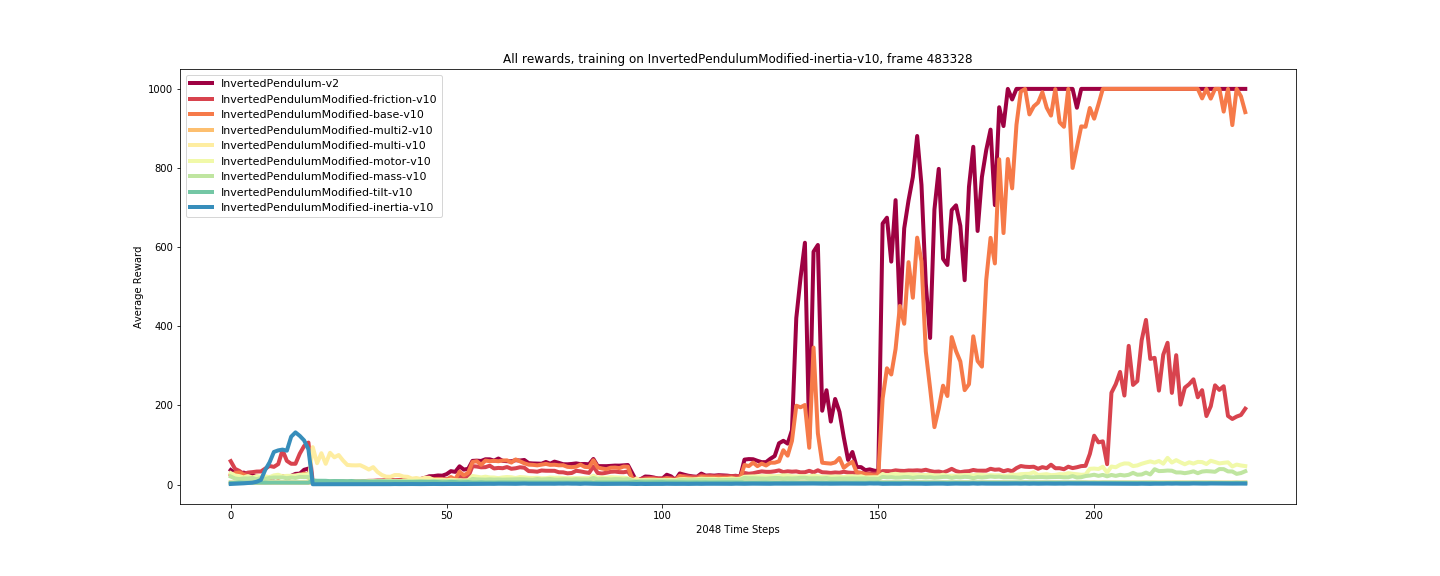 All rewards, training on InvertedPendulumModified-inertia-v10, frame 483328
InvertedPendulum-v2
InvertedPendulumModified-friction-v10
InvertedPendulumModified-base-v10
InvertedPendulumModified-multi2-v10
InvertedPendulumModified-multi-v10
InvertedPendulumModified-motor-v10
InvertedPendulumModified-mass-v10
InvertedPendulumModified-tilt-v10
InvertedPendulumModified-inertia-v10
1000
800
600
400
200
0
Average Reward
0 50 100 150 200
2048 Time Steps